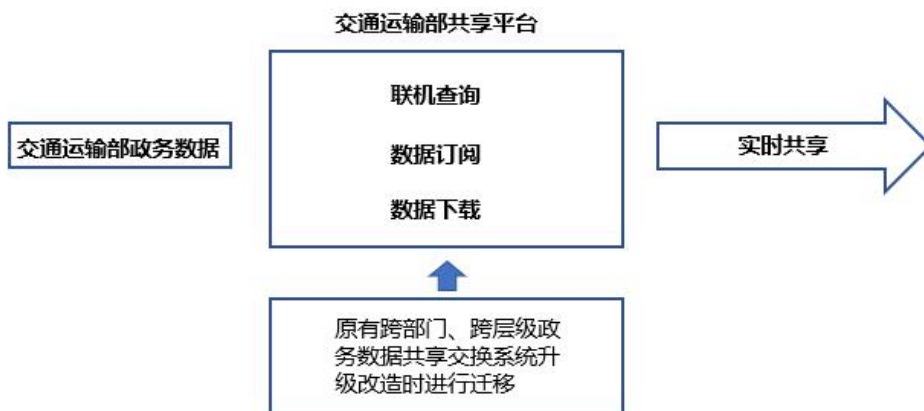 交通运输部共享平台
联机查询
交通运输部政务数据
数据订阅
数据下载
实时共享
原有跨部门、跨层级政
务数据共享交换系统升
级改造时进行迁移